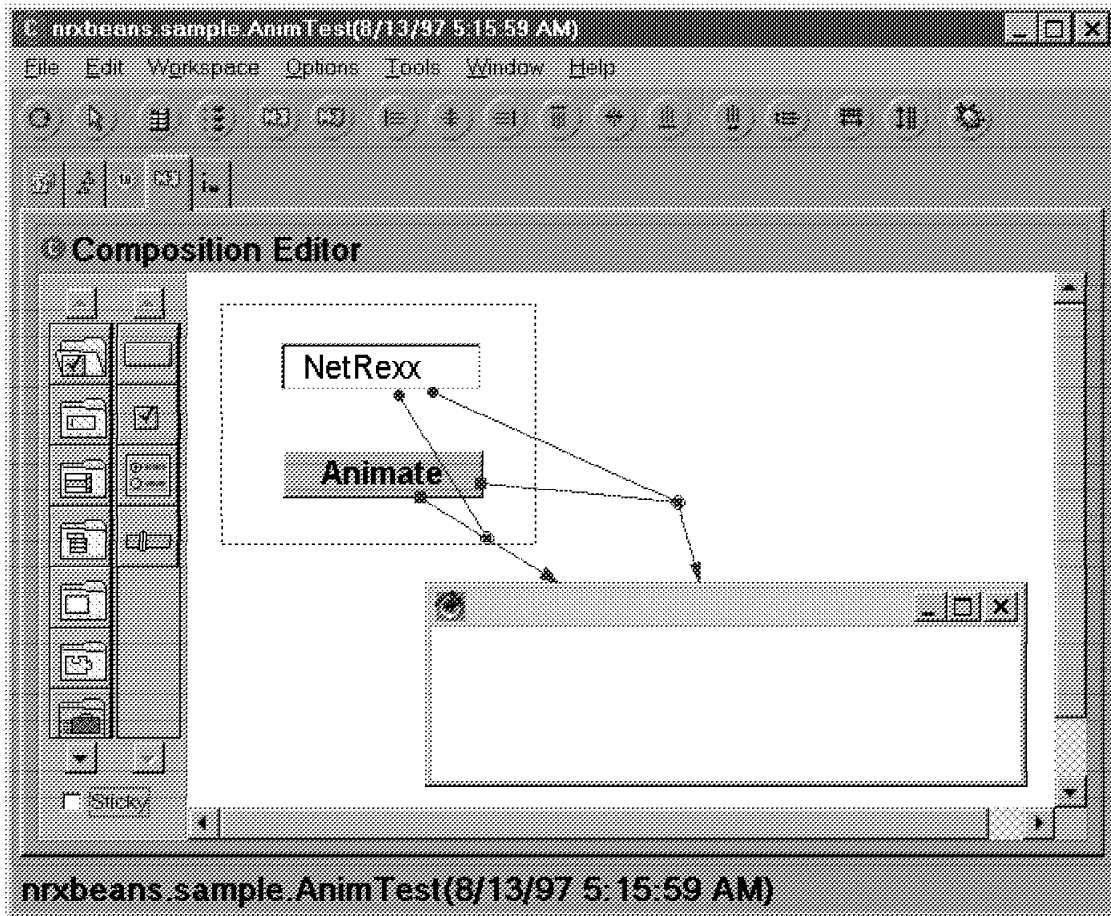 nrxbeans.sample.AnimTest(8/13/97 5:15:59 AM)
File Edit Workspace Options Tools Window Help
Composition Editor
NetRexx
Animate
Sticky
nrxbeans.sample.AnimTest(8/13/97 5:15:59 AM)